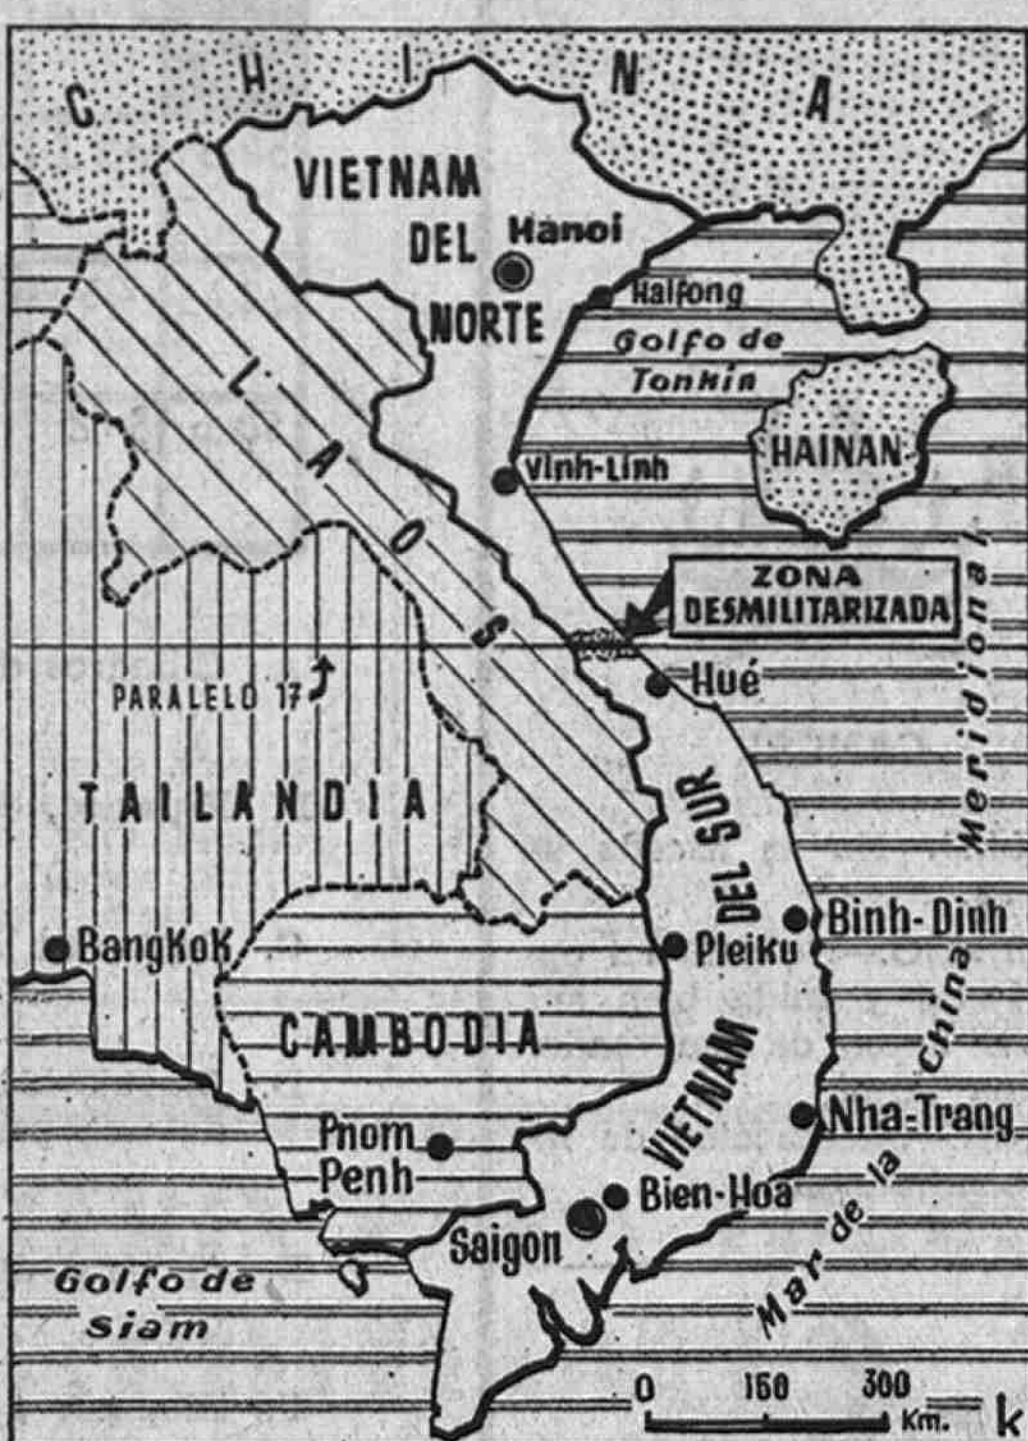 CHINA
VIETNAM
DEL
NORTE
Hanoi
Haifong
Golfo de
Tonkin
LAOS
HAINAN
Vinh-Linh
ZONA
DESMILITARIZADA
Hué
PARALELO 17
TAILANDIA
VIETNAM DEL SUR
Meridional
Binh-Dinh
Pleiku
BangKoK
CAMBODIA
Mar de la China
Nha-Trang
Pnom
Penh
Bien-Hoa
Saigon
Golfo de
Siam
0 150 300
Km.
k